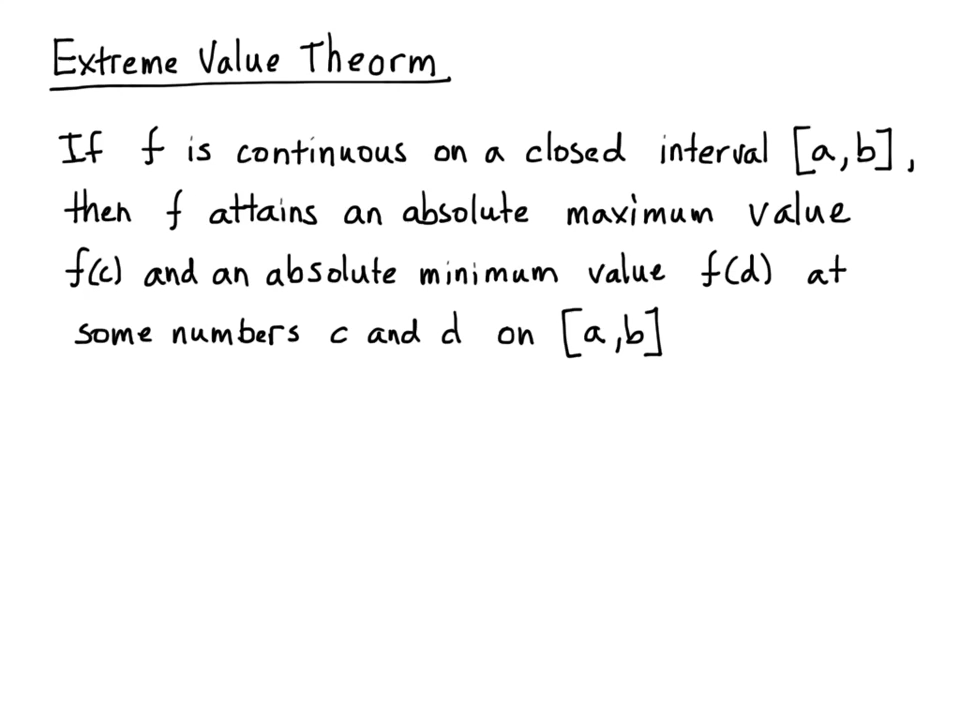 Extreme Value Theorm
If f is continuous on a closed interval [a,b],
then f attains an absolute maximum value
f(c) and an absolute minimum value f(d) at
some numbers c and d on [a,b]